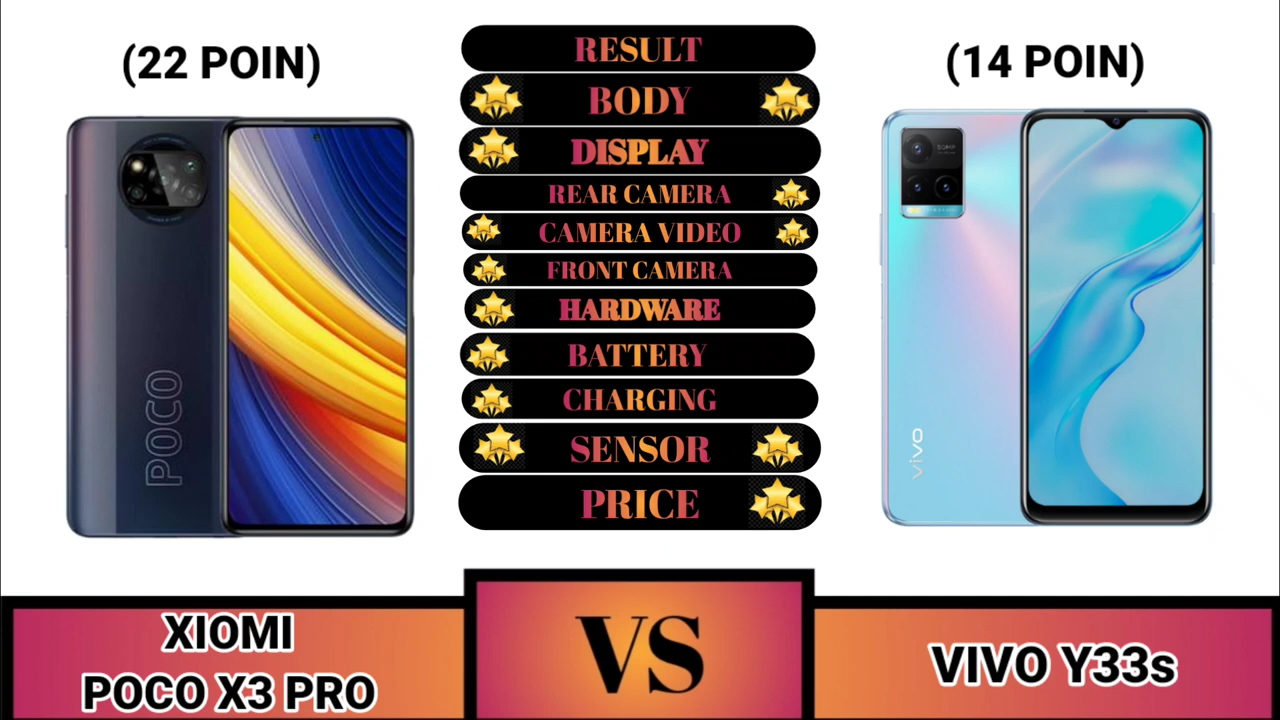 (22 POIN)
RESULT
(14 POIN)
BODY
DISPLAY
REAR CAMERA
CAMERA VIDEO
FRONT CAMERA
HARDWARE
BATTERY
CHARGING
SENSOR
PRICE
POCO
50MP
vivo
XIOMI
POCO X3 PRO
VS
VIVO Y33s